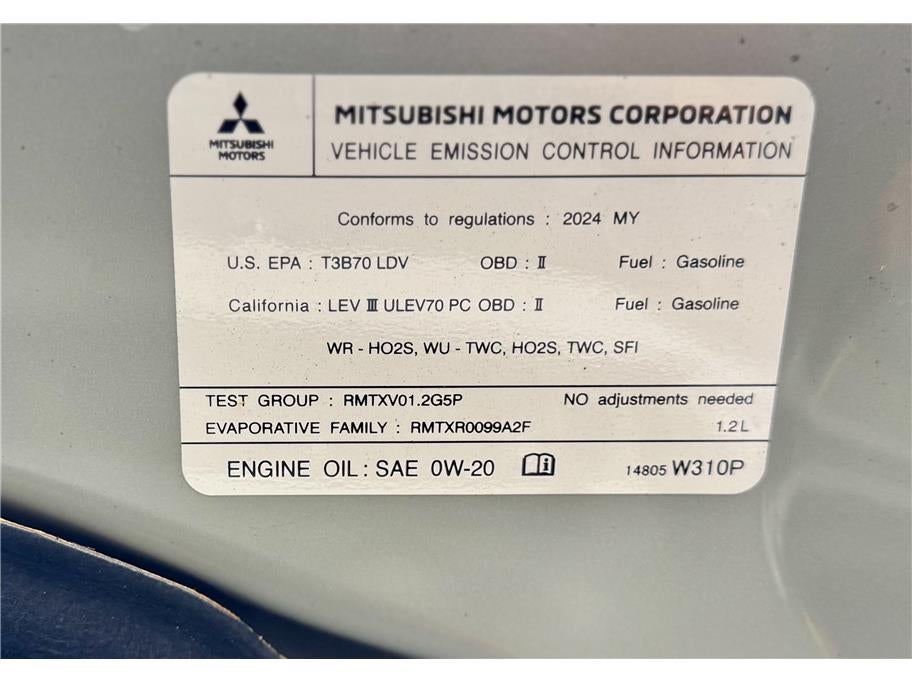 MITSUBISHI
MOTORS
MITSUBISHI MOTORS CORPORATION
VEHICLE EMISSION CONTROL INFORMATION
Conforms to regulations : 2024 MY
U.S. EPA : T3B70 LDV OBD : Ⅱ Fuel : Gasoline
California : LEV Ⅲ ULEV70 PC OBD : Ⅱ Fuel : Gasoline
WR - HO2S, WU - TWC, HO2S, TWC, SFI
TEST GROUP : RMTXV01.2G5P NO adjustments needed
EVAPORATIVE FAMILY : RMTXR0099A2F 1.2 L
ENGINE OIL : SAE 0W-20 14805 W310P